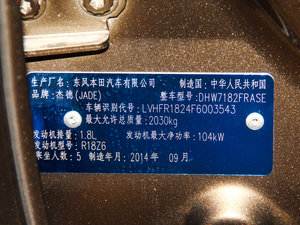 生产厂名:东风本田汽车有限公司 制造国:中华人民共和国
品牌:杰德(JADE) 整车型号:DHW7182FRASE
车辆识别代号:LVHFR1824F6003543
最大允许总质量:2030kg
发动机排量:1.8L 发动机最大净功率:104kW
发动机型号:R18Z6
乘坐人数:5 制造年月:2014年 09月